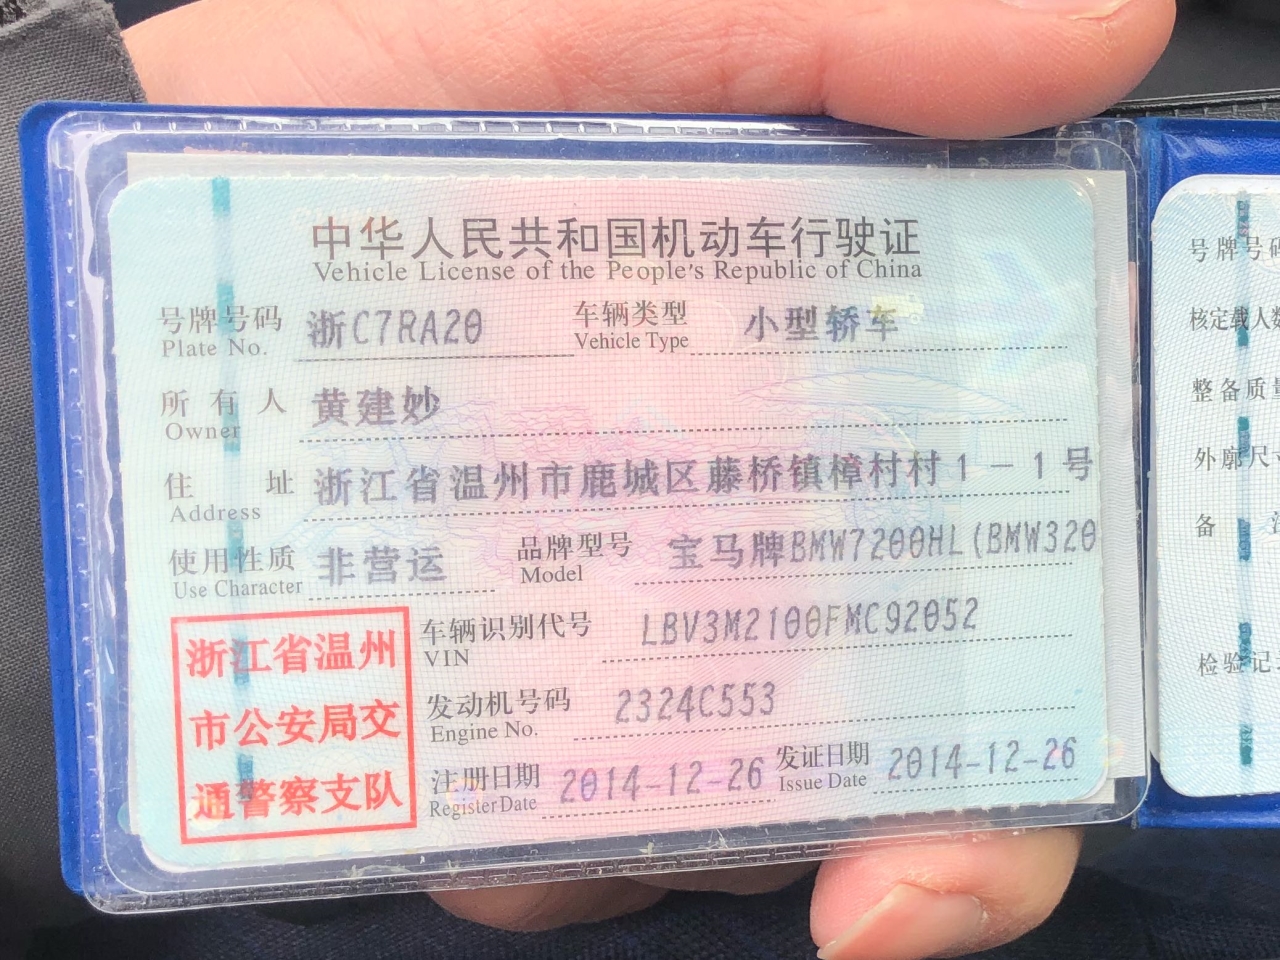 中华人民共和国机动车行驶证
Vehicle License of the People's Republic of China
号牌号码 浙C7RA20 车辆类型 小型轿车
Plate No. Vehicle Type
所有人 黄建妙
Owner
住址 浙江省温州市鹿城区藤桥镇樟村村1-1号
Address
使用性质 非营运 品牌型号 宝马牌BMW7200HL(BMW320
Use Character Model
浙江省温州
市公安局交
通警察支队
车辆识别代号 LBV3M2100FMC92052
VIN
发动机号码 2324C553
Engine No.
注册日期 2014-12-26 发证日期 2014-12-26
Register Date Issue Date
号牌号码
核定载人数
整备质量
外廓尺寸
备
检验记